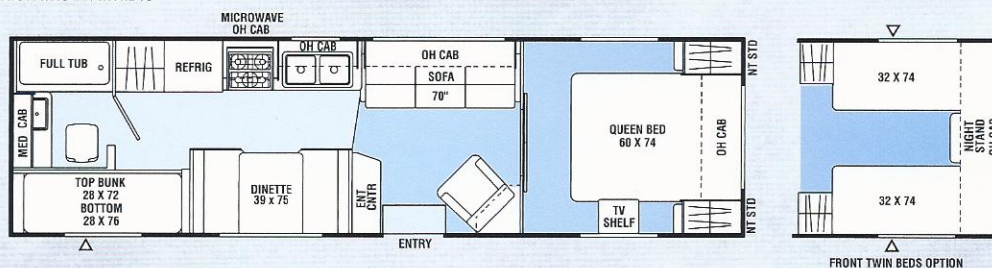 MICROWAVE
OH CAB
FULL TUB
REFRIG
OH CAB
OH CAB
SOFA
70"
NT STD
MED CAB
QUEEN BED
60 X 74
OH CAB
TOP BUNK
28 X 72
BOTTOM
28 X 76
DINETTE
39 x 75
ENT
CNTR
TV
SHELF
NT STD
ENTRY
32 X 74
NIGHT
STAND
OH CAB
32 X 74
FRONT TWIN BEDS OPTION